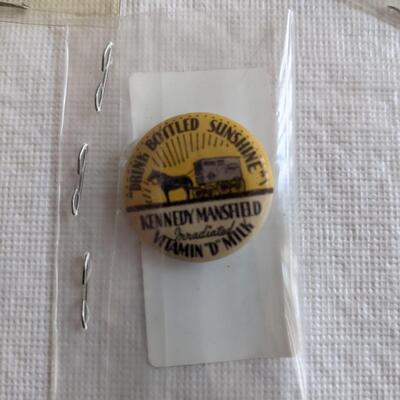 "DRINK BOTTLED SUNSHINE"
KENNEDY MANSFIELD
Irradiated
VITAMIN "D" MILK